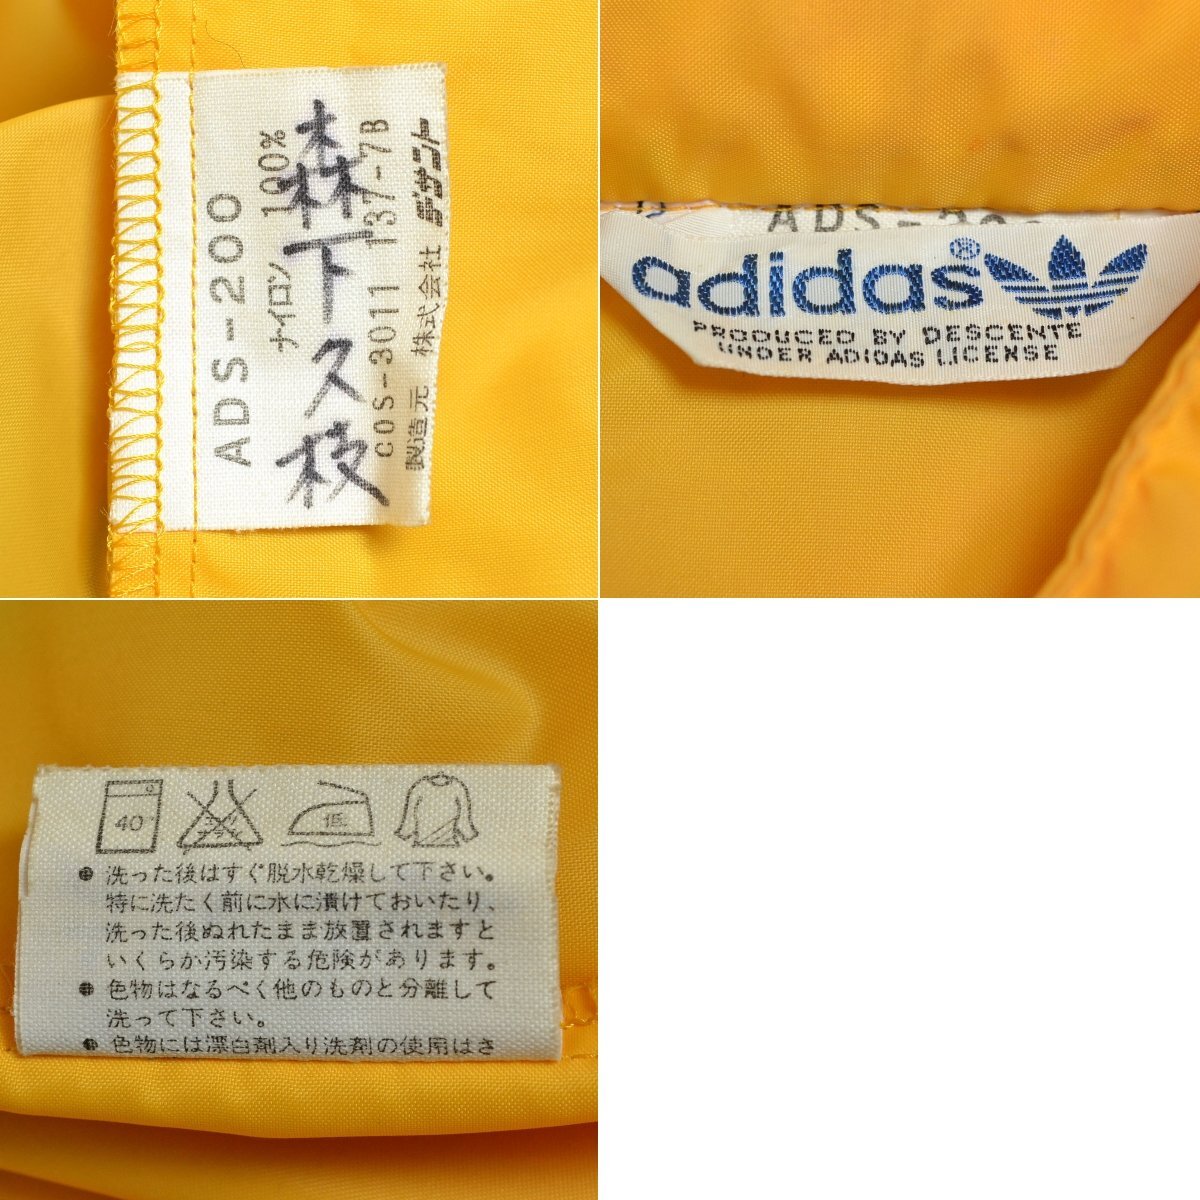 ADS-200
ナイロン 100%
森下久枝
COS-3011 137-7B
製造元 株式会社 デサント
ADS-
adidas®
PRODUCED BY DESCENTE
UNDER ADIDAS LICENSE
40
エンソ
サラシ
低
● 洗った後はすぐ脱水乾燥して下さい。
特に洗たく前に水に漬けておいたり、
洗った後ぬれたまま放置されますと
いくらか汚染する危険があります。
● 色物はなるべく他のものと分離して
洗って下さい。
● 色物には漂白剤入り洗剤の使用はさ